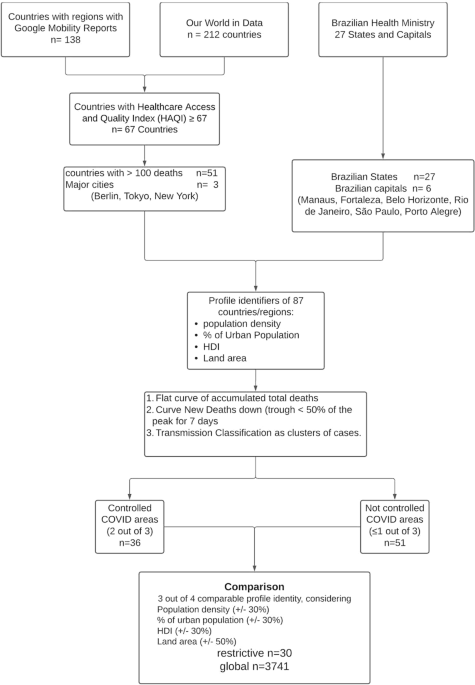 Countries with regions with
Google Mobility Reports
n= 138
Our World in Data
n = 212 countries
Brazilian Health Ministry
27 States and Capitals
Countries with Healthcare Access
and Quality Index (HAQI) ≥ 67
n= 67 Countries
countries with > 100 deaths n=51
Major cities n= 3
(Berlin, Tokyo, New York)
Brazilian States n=27
Brazilian capitals n= 6
(Manaus, Fortaleza, Belo Horizonte, Rio
de Janeiro, São Paulo, Porto Alegre)
Profile identifiers of 87
countries/regions:
• population density
• % of Urban Population
• HDI
• Land area
1. Flat curve of accumulated total deaths
2. Curve New Deaths down (trough < 50% of the
peak for 7 days
3. Transmission Classification as clusters of cases.
Controlled
COVID areas
(2 out of 3)
n=36
Not controlled
COVID areas
(≤1 out of 3)
n=51
Comparison
3 out of 4 comparable profile identity, considering
Population density (+/- 30%)
% of urban population (+/- 30%)
HDI (+/- 30%)
Land area (+/- 50%)
restrictive n=30
global n=3741